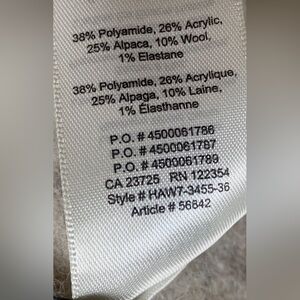 38% Polyamide, 26% Acrylic,
25% Alpaca, 10% Wool,
1% Elastane
38% Polyamide, 26% Acrylique,
25% Alpaga, 10% Laine,
1% Élasthanne
P.O. # 4500061786
P.O. # 4500061787
P.O. # 4500061789
CA 23725 RN 122354
Style # HAW7-3455-36
Article # 56842